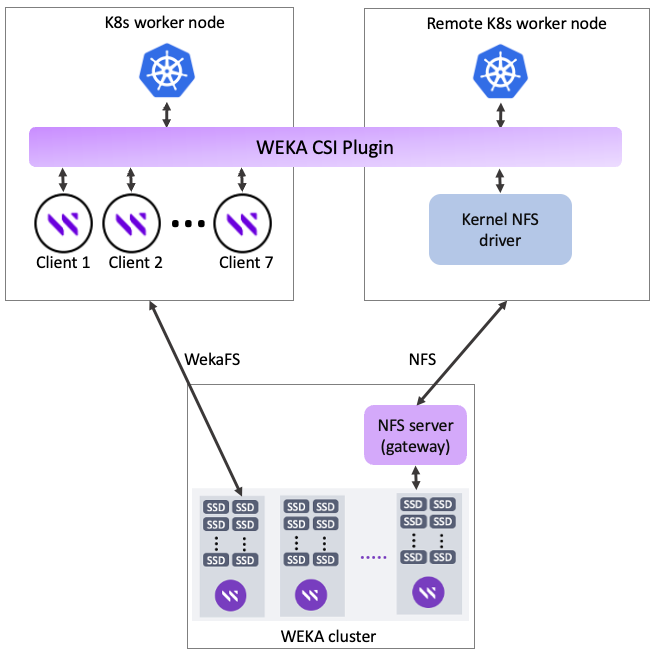 K8s worker node
Remote K8s worker node
WEKA CSI Plugin
Client 1
Client 2
Client 7
Kernel NFS
driver
WekaFS
NFS
NFS server
(gateway)
SSD SSD
SSD SSD
SSD SSD
SSD SSD
SSD SSD
SSD SSD
SSD SSD
SSD SSD
SSD SSD
WEKA cluster